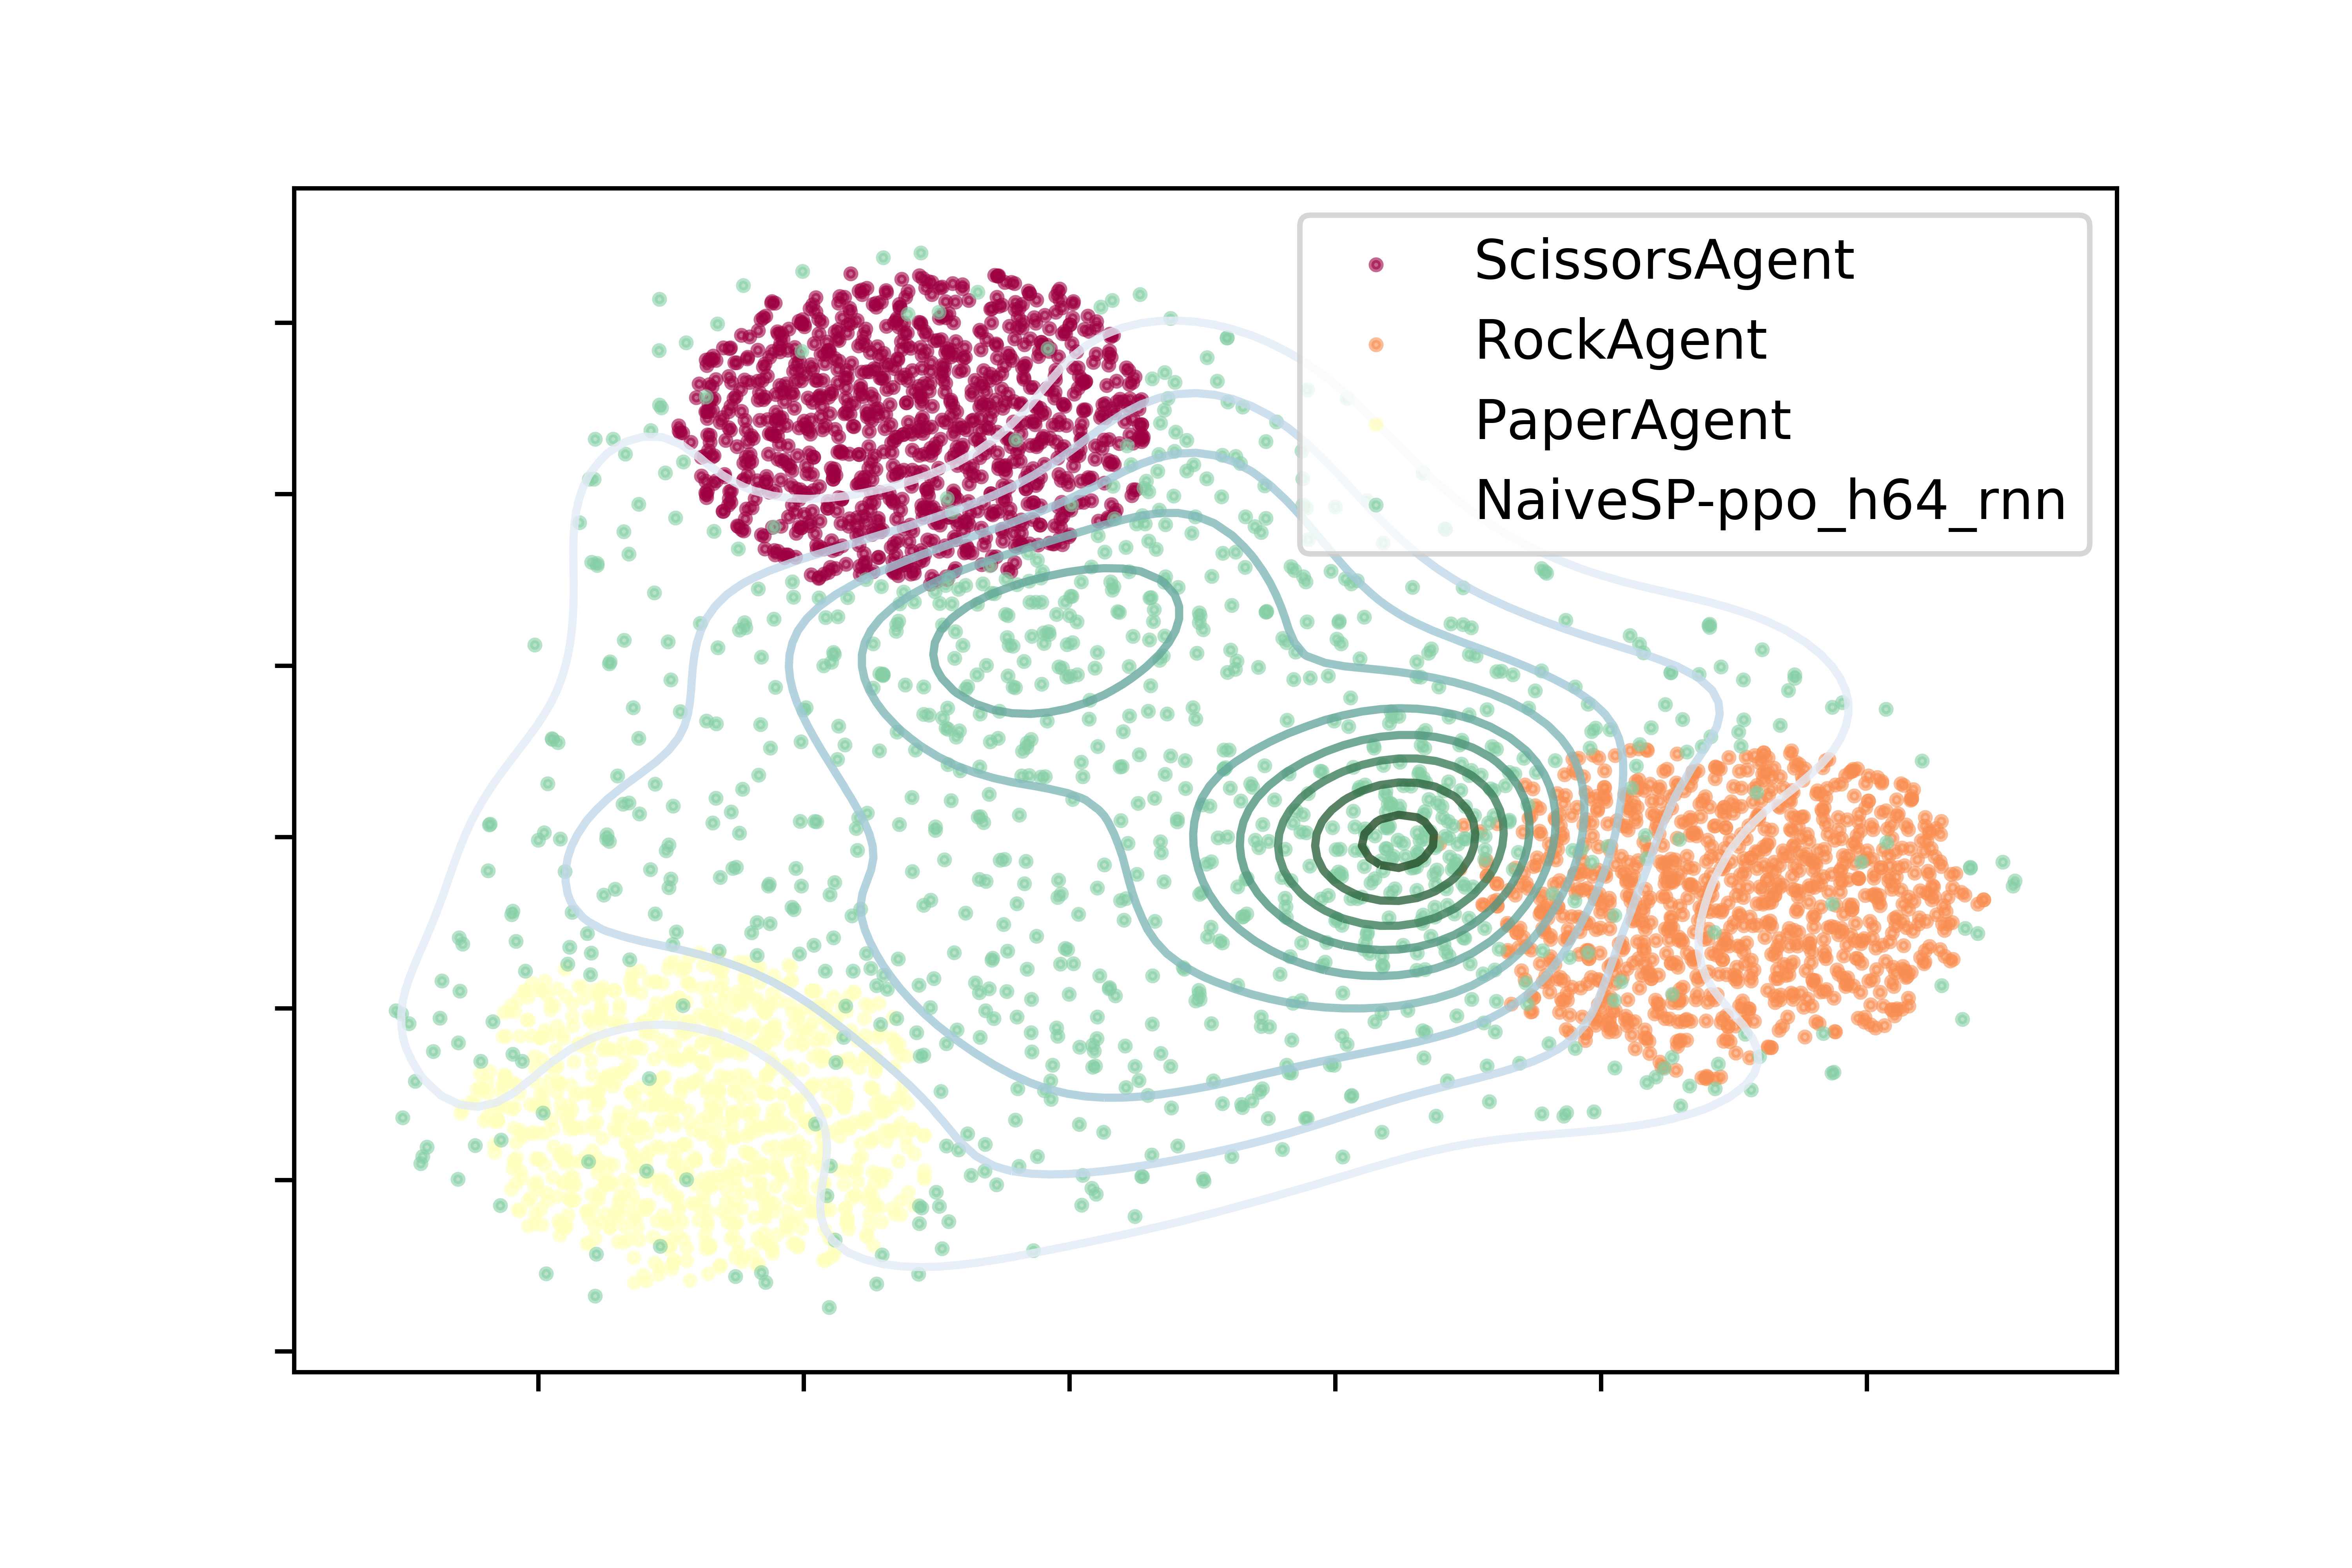 ScissorsAgent
RockAgent
PaperAgent
NaiveSP-ppo_h64_rnn